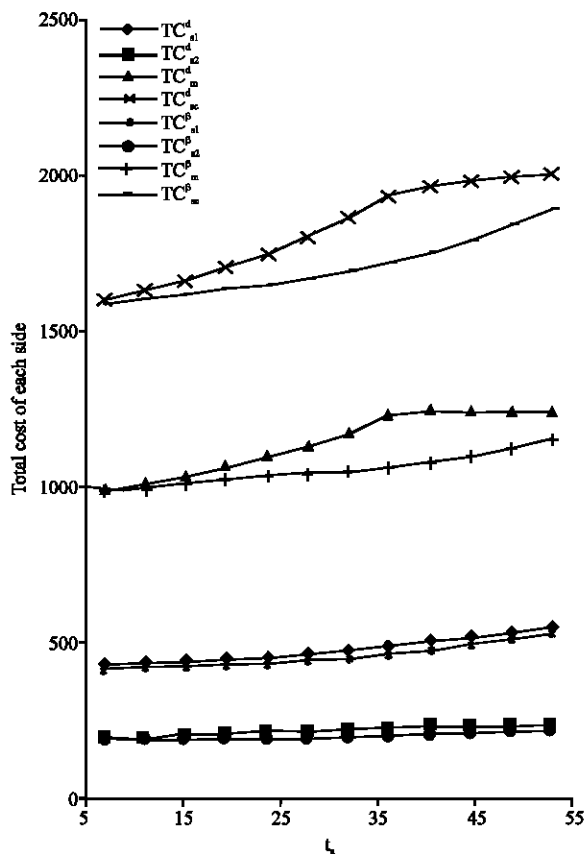 2500
TC^d_s1
TC^d_s2
TC^d_m
TC^d_sc
TC^β_s1
TC^β_s2
TC^β_m
TC^β_sc
2000
1500
1000
500
0
Total cost of each side
5
15
25
35
45
55